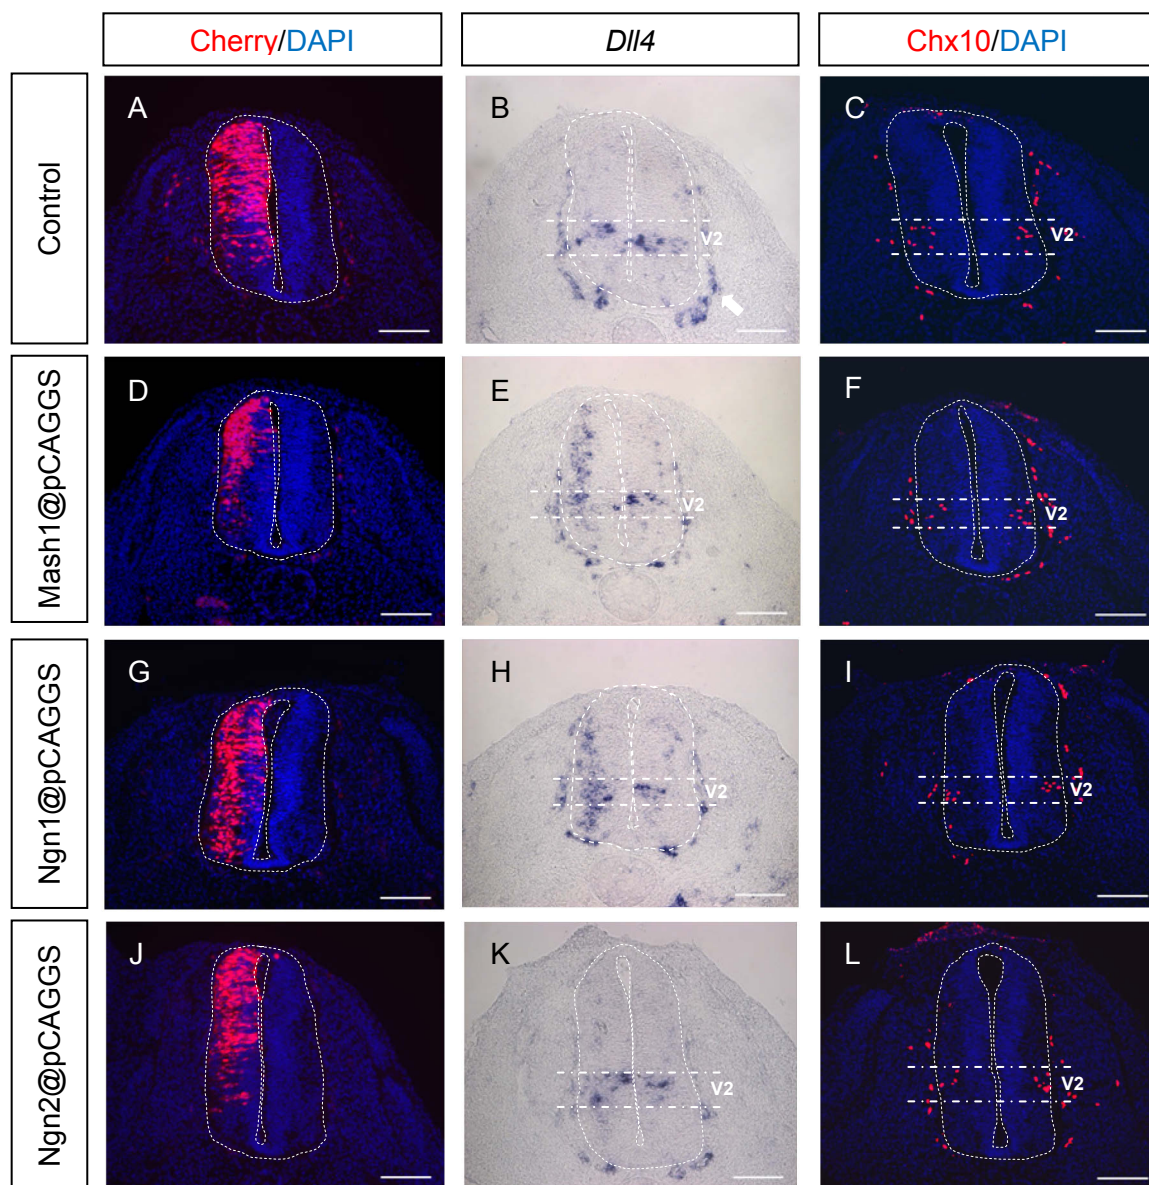 Cherry/DAPI
Dll4
Chx10/DAPI
Control
A
B
V2
C
V2
Mash1@pCAGGS
D
E
V2
F
V2
Ngn1@pCAGGS
G
H
V2
I
V2
Ngn2@pCAGGS
J
K
V2
L
V2